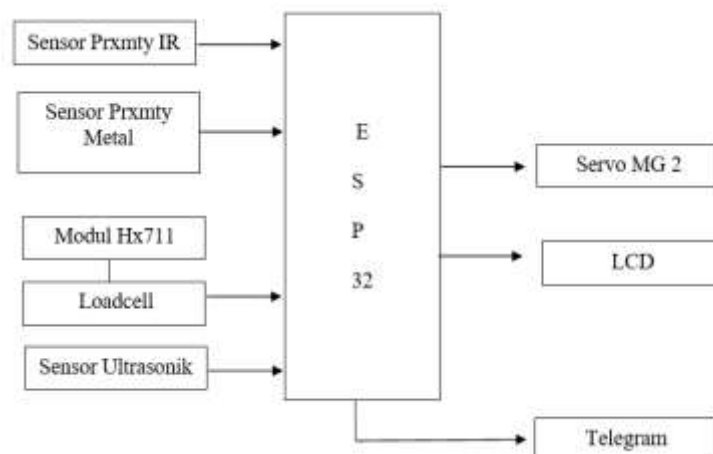 Sensor Prxmty IR
Sensor Prxmty
Metal
Modul Hx711
Loadcell
Sensor Ultrasonik
E
S
P
32
Servo MG 2
LCD
Telegram